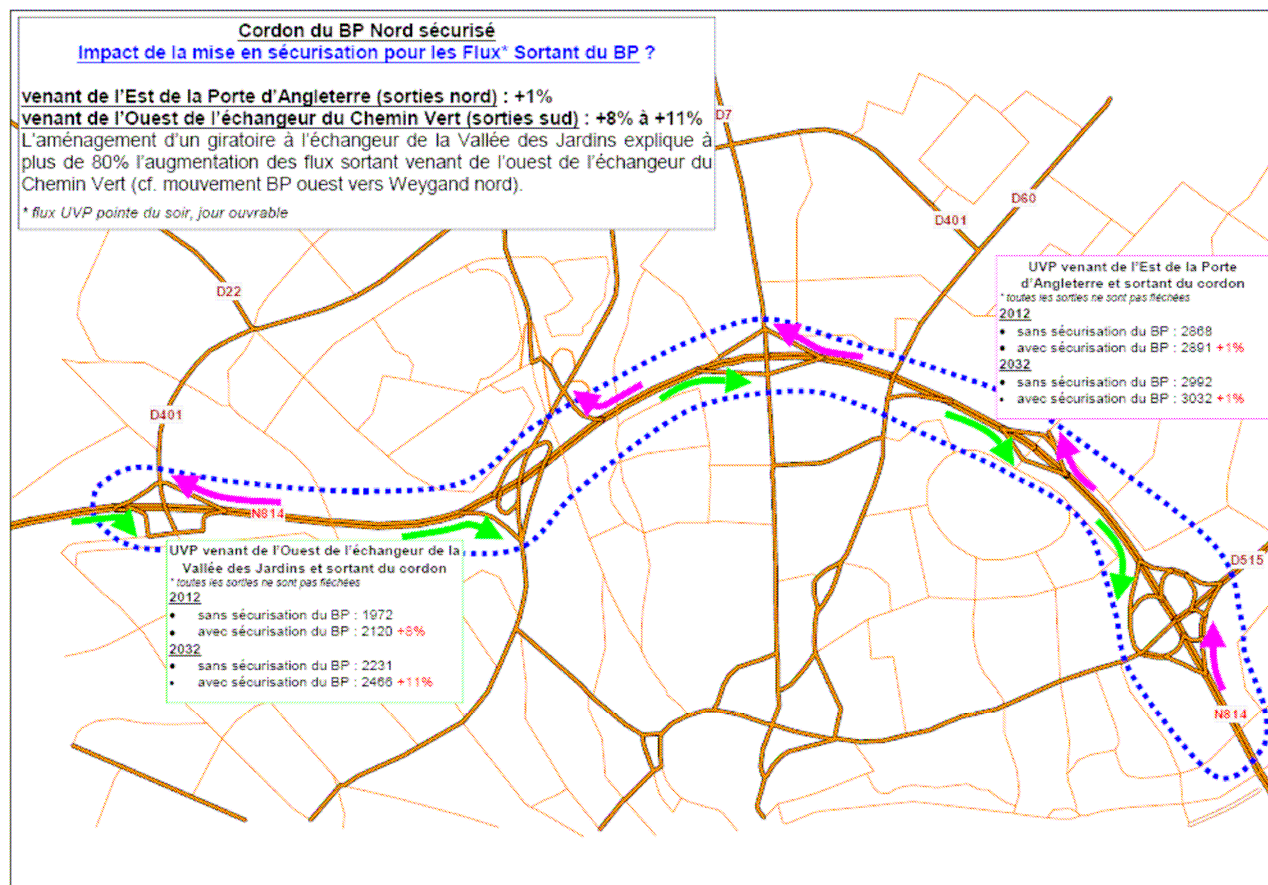 Cordon du BP Nord sécurisé
Impact de la mise en sécurisation pour les Flux* Sortant du BP ?
venant de l'Est de la Porte d'Angleterre (sorties nord) : +1%
venant de l'Ouest de l'échangeur du Chemin Vert (sorties sud) : +8% à +11%
L'aménagement d'un giratoire à l'échangeur de la Vallée des Jardins explique à
plus de 80% l'augmentation des flux sortant venant de l'ouest de l'échangeur du
Chemin Vert (cf. mouvement BP ouest vers Weygand nord).
* flux UVP pointe du soir, jour ouvrable
D7
D60
D401
D22
D401
N814
UVP venant de l'Est de la Porte
d'Angleterre et sortant du cordon
* toutes les sorties ne sont pas fléchées
2012
• sans sécurisation du BP : 2868
• avec sécurisation du BP : 2891 +1%
2032
• sans sécurisation du BP : 2992
• avec sécurisation du BP : 3032 +1%
UVP venant de l'Ouest de l'échangeur de la
Vallée des Jardins et sortant du cordon
* toutes les sorties ne sont pas fléchées
2012
• sans sécurisation du BP : 1972
• avec sécurisation du BP : 2120 +8%
2032
• sans sécurisation du BP : 2231
• avec sécurisation du BP : 2466 +11%
D515
N814